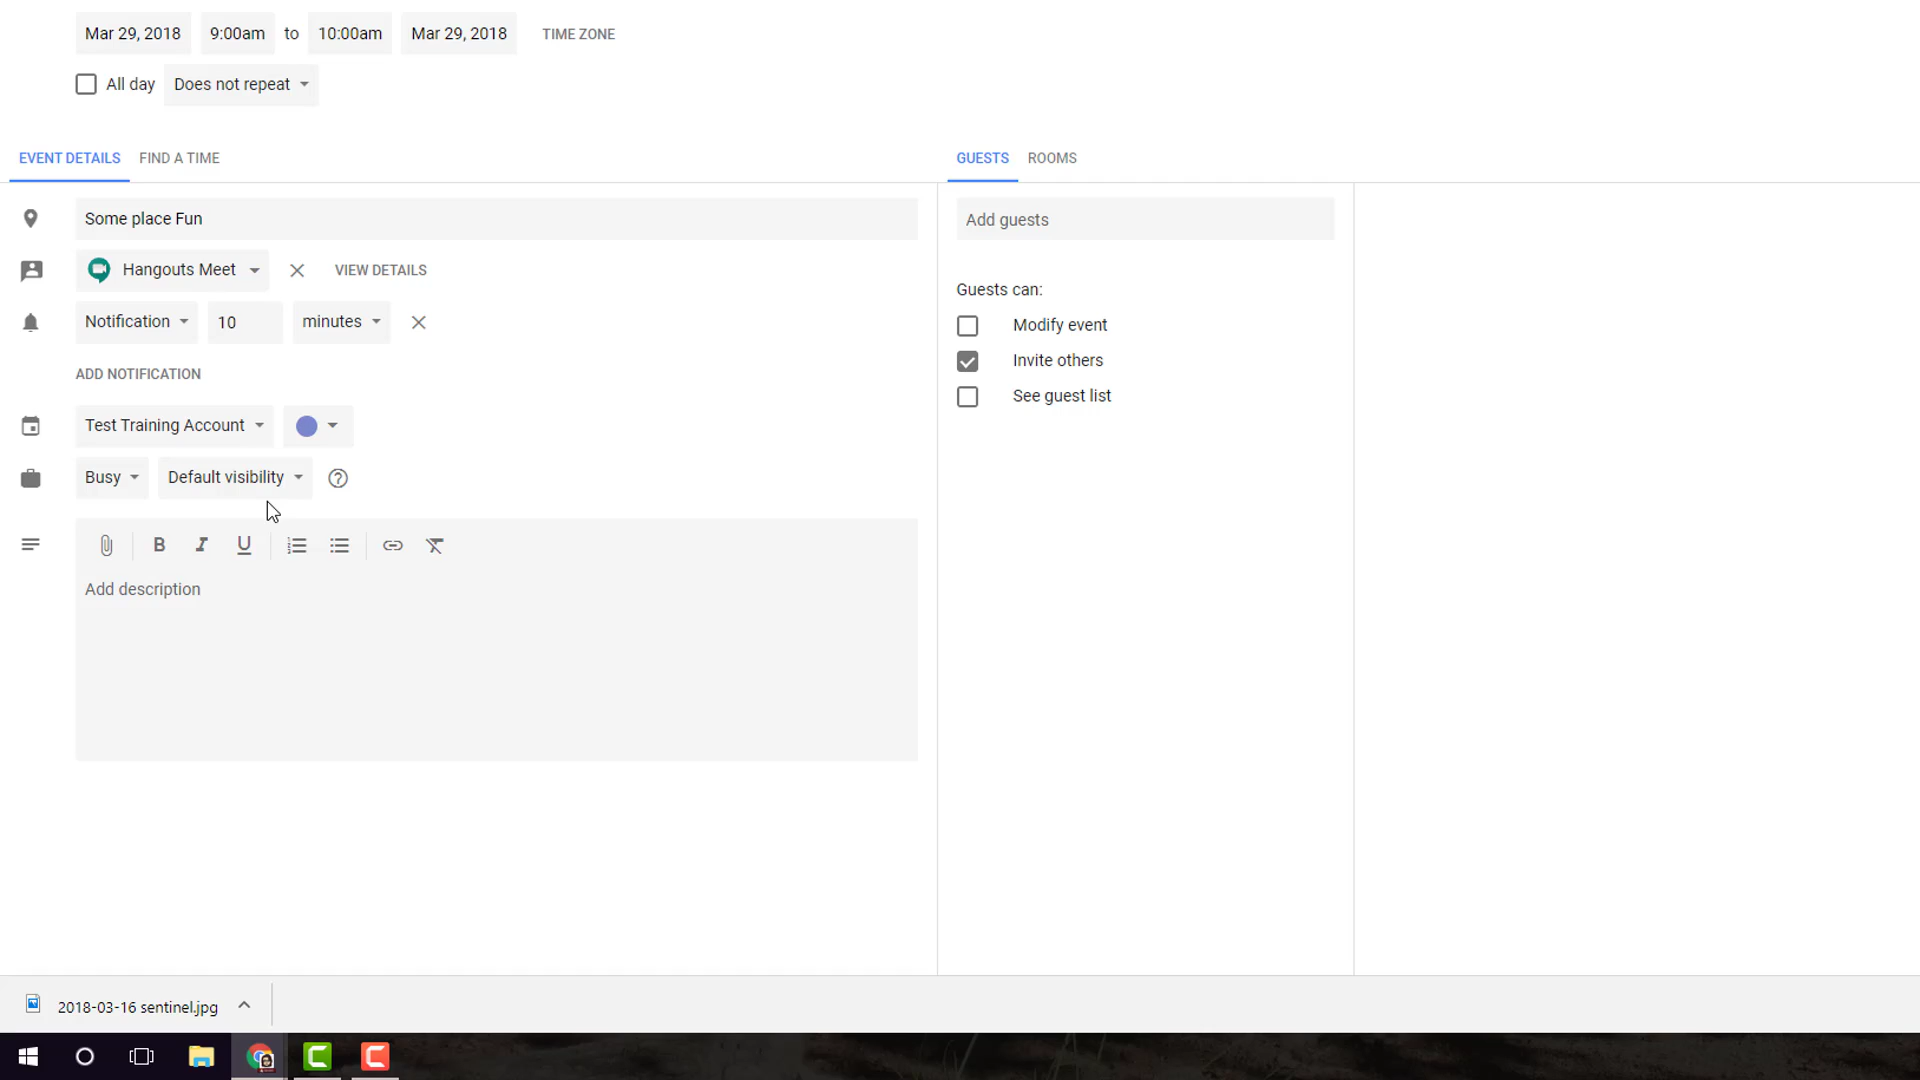 Mar 29, 2018 9:00am to 10:00am Mar 29, 2018 TIME ZONE
All day Does not repeat
EVENT DETAILS FIND A TIME GUESTS ROOMS
Some place Fun
Add guests
Hangouts Meet VIEW DETAILS
Guests can:
Notification 10 minutes
Modify event
Invite others
ADD NOTIFICATION
See guest list
Test Training Account
Busy Default visibility
B I U
Add description
2018-03-16 sentinel.jpg